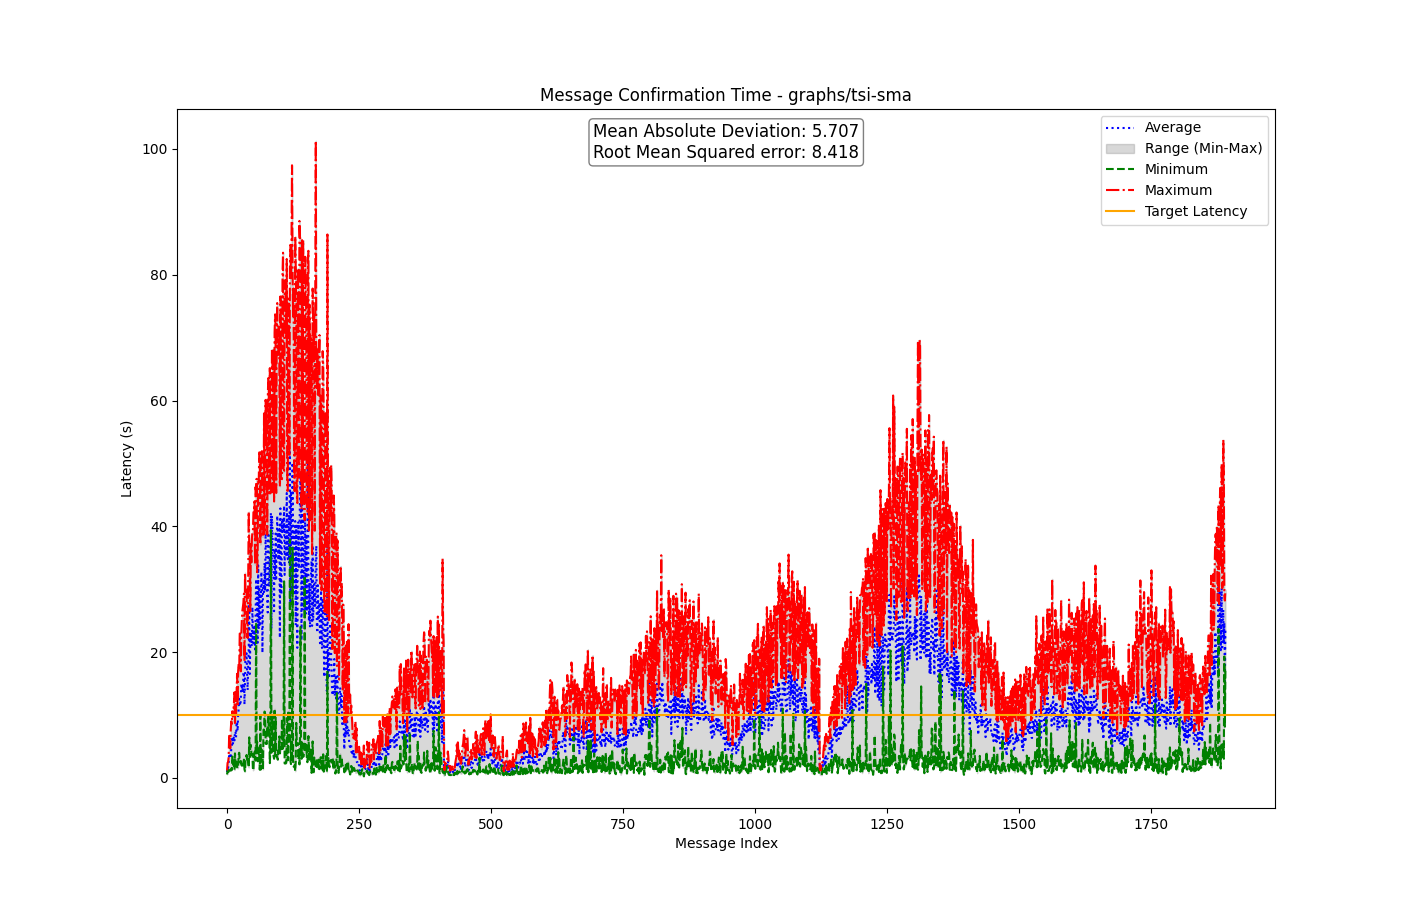 Message Confirmation Time - graphs/tsi-sma
Mean Absolute Deviation: 5.707
Root Mean Squared error: 8.418
Average
Range (Min-Max)
Minimum
Maximum
Target Latency
Latency (s)
100
80
60
40
20
0
0 250 500 750 1000 1250 1500 1750
Message Index